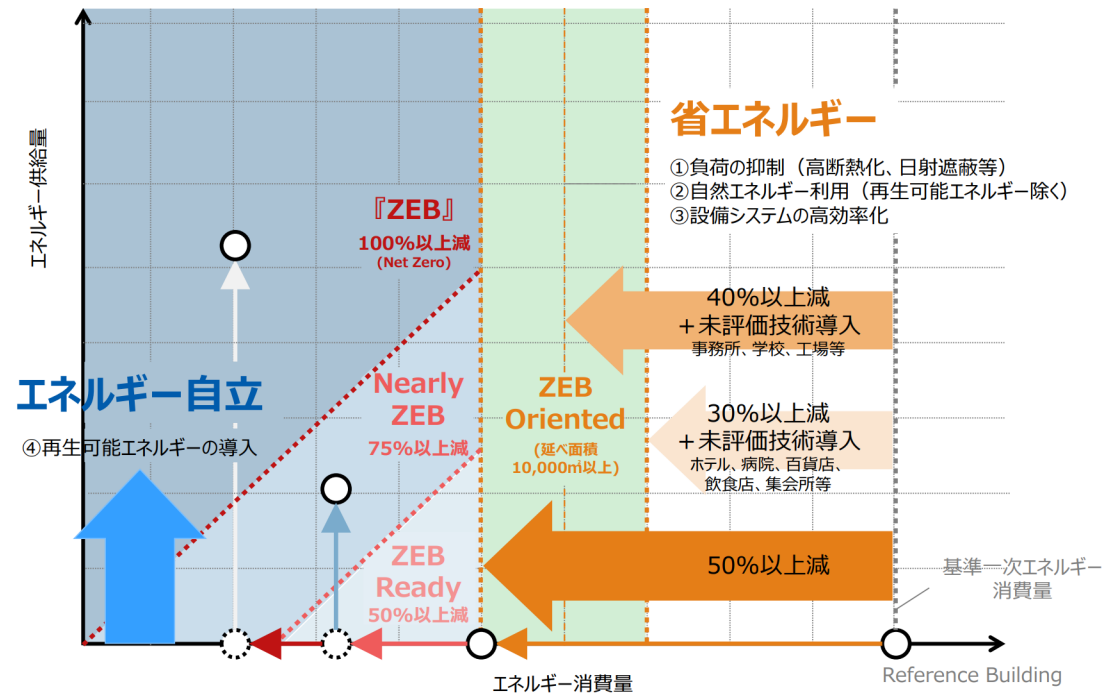 エネルギー供給量
省エネルギー
①負荷の抑制（高断熱化、日射遮蔽等）
②自然エネルギー利用（再生可能エネルギー除く）
③設備システムの高効率化
『ZEB』
100%以上減
(Net Zero)
40%以上減
＋未評価技術導入
事務所、学校、工場等
エネルギー自立
④再生可能エネルギーの導入
Nearly
ZEB
75%以上減
ZEB
Oriented
(延べ面積
10,000㎡以上)
30%以上減
＋未評価技術導入
ホテル、病院、百貨店、
飲食店、集会所等
ZEB
Ready
50%以上減
50%以上減
基準一次エネルギー
消費量
Reference Building
エネルギー消費量